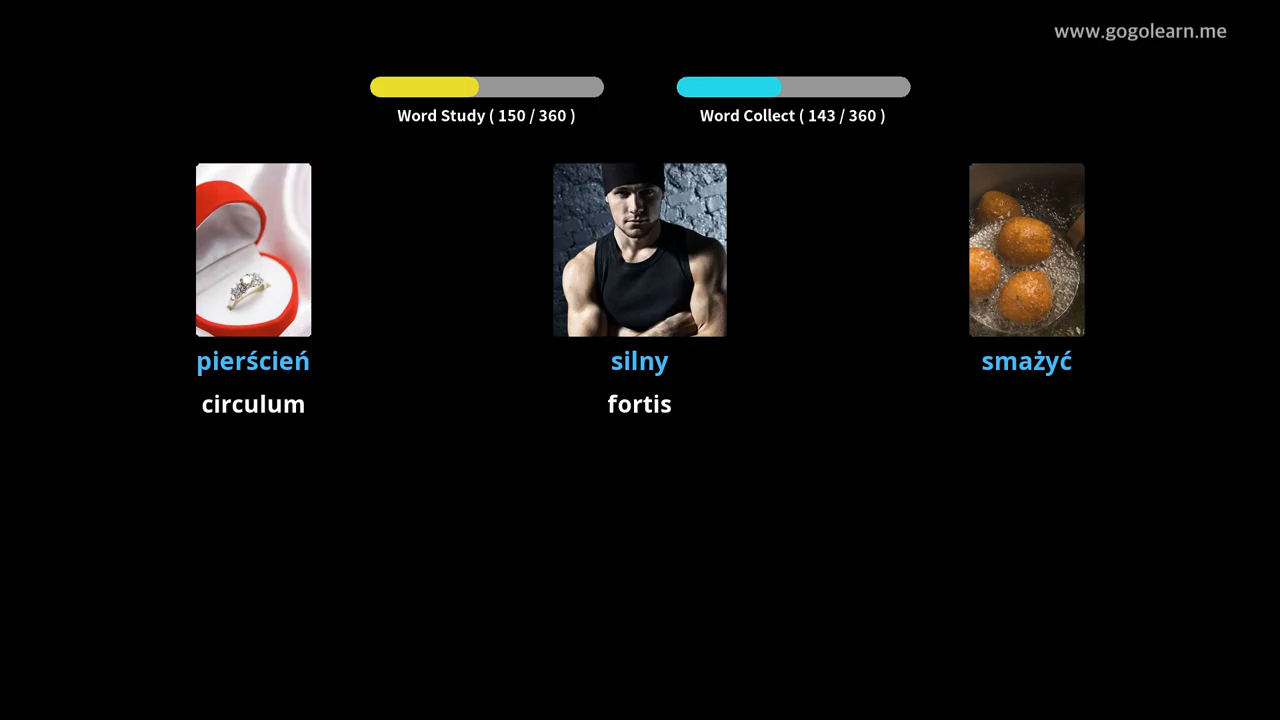 www.gogolearn.me
Word Study ( 150 / 360 )
Word Collect ( 143 / 360 )
pierścień
silny
smażyć
circulum
fortis